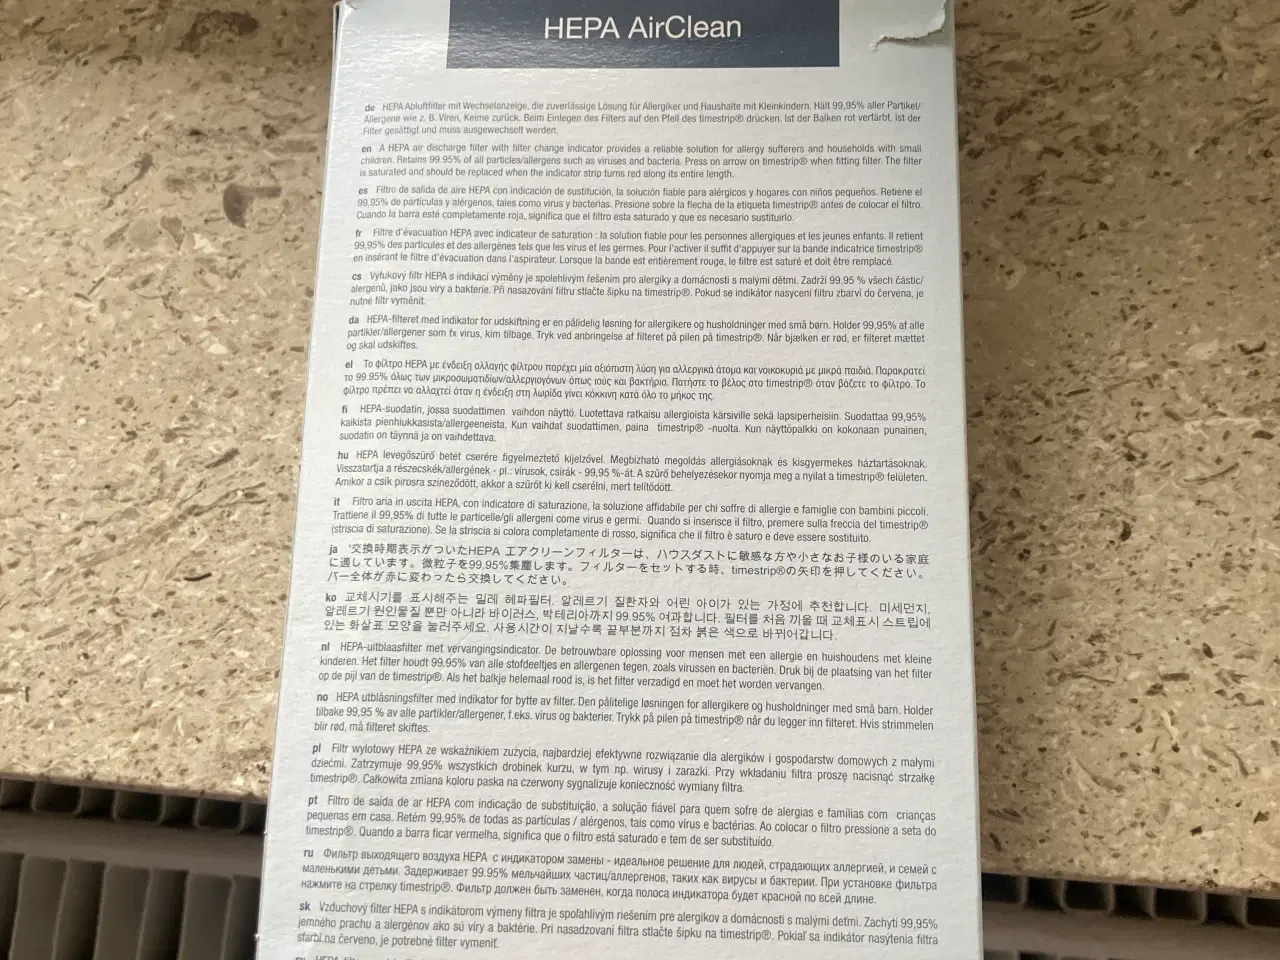 HEPA AirClean
de HEPA Abluftfilter mit Wechselanzeige, die zuverlässige Lösung für Allergiker und Haushalte mit Kleinkindern. Hält 99,95% aller Partikel/
Allergene wie z. B. Viren, Keime zurück. Beim Einlegen des Filters auf den Pfeil des timestrip® drücken. Ist der Balken rot verfärbt, ist der
Filter gesättigt und muss ausgewechselt werden.
en A HEPA air discharge filter with filter change indicator provides a reliable solution for allergy sufferers and households with small
children. Retains 99.95% of all particles/allergens such as viruses and bacteria. Press on arrow on timestrip® when fitting filter. The filter
is saturated and should be replaced when the indicator strip turns red along its entire length.
es Filtro de salida de aire HEPA con indicación de sustitución, la solución fiable para alérgicos y hogares con niños pequeños. Retiene el
99,95% de partículas y alérgenos, tales como virus y bacterias. Presione sobre la flecha de la etiqueta timestrip® antes de colocar el filtro.
Cuando la barra esté completamente roja, significa que el filtro esta saturado y que es necesario sustituirlo.
fr Filtre d'évacuation HEPA avec indicateur de saturation : la solution fiable pour les personnes allergiques et les jeunes enfants. Il retient
99,95% des particules et des allergènes tels que les virus et les germes. Pour l'activer il suffit d'appuyer sur la bande indicatrice timestrip®
en insérant le filtre d'évacuation dans l'aspirateur. Lorsque la bande est entièrement rouge, le filtre est saturé et doit être remplacé.
cs Výfukový filtr HEPA s indikací výměny je spolehlivým řešením pro alergiky a domácnosti s malými dětmi. Zadrží 99,95 % všech částic/
alergenů, jako jsou viry a bakterie. Při nasazování filtru stlačte šipku na timestrip®. Pokud se indikátor nasycení filtru zbarví do červena, je
nutné filtr vyměnit.
da HEPA-filteret med indikator for udskiftning er en pålidelig løsning for allergikere og husholdninger med små børn. Holder 99,95% af alle
partikler/allergener som fx virus, kim tilbage. Tryk ved anbringelse af filteret på pilen på timestrip®. Når bjælken er rød, er filteret mættet
og skal udskiftes.
el Το φίλτρο HEPA με ένδειξη αλλαγής φίλτρου παρέχει μία αξιόπιστη λύση για αλλεργικά άτομα και νοικοκυριά με μικρά παιδιά. Παρακρατεί
το 99.95% όλως των μικροσωματιδίων/αλλεργιογόνων όπως ιούς και βακτήρια. Πατήστε το βέλος στο timestrip® όταν βάζετε το φίλτρο. Το
φίλτρο πρέπει να αλλαχτεί όταν η ένδειξη στη λωρίδα γίνει κόκκινη κατά όλο το μήκος της.
fi HEPA-suodatin, jossa suodattimen vaihdon näyttö. Luotettava ratkaisu allergioista kärsiville sekä lapsiperheisiin. Suodattaa 99,95%
kaikista pienhiukkasista/allergeeneista. Kun vaihdat suodattimen, paina timestrip® -nuolta. Kun näyttöpalkki on kokonaan punainen,
suodatin on täynnä ja on vaihdettava.
hu HEPA levegőszűrő betét cserére figyelmeztető kijelzővel. Megbízható megoldás allergiásoknak és kisgyermekes háztartásoknak.
Visszatartja a részecskék/allergének - pl.: vírusok, csírák - 99,95 %-át. A szűrő behelyezésekor nyomja meg a nyilat a timestrip® felületen.
Amikor a csík pirosra színeződött, akkor a szűrőt ki kell cserélni, mert telítődött.
it Filtro aria in uscita HEPA, con indicatore di saturazione, la soluzione affidabile per chi soffre di allergie e famiglie con bambini piccoli.
Trattiene il 99,95% di tutte le particelle/gli allergeni come virus e germi. Quando si inserisce il filtro, premere sulla freccia del timestrip®
(striscia di saturazione). Se la striscia si colora completamente di rosso, significa che il filtro è saturo e deve essere sostituito.
ja '交換時期表示がついたHEPA エアクリーンフィルターは、ハウスダストに敏感な方や小さなお子様のいる家庭
に適しています。微粒子を99.95%集塵します。フィルターをセットする時、timestrip®の矢印を押してください。
バー全体が赤に変わったら交換してください。
ko 교체시기를 표시해주는 밀레 헤파필터. 알레르기 질환자와 어린 아이가 있는 가정에 추천합니다. 미세먼지,
알레르기 원인물질 뿐만 아니라 바이러스, 박테리아까지 99.95% 여과합니다. 필터를 처음 끼울 때 교체표시 스트립에
있는 화살표 모양을 눌러주세요. 사용시간이 지날수록 끝부분까지 점차 붉은 색으로 바뀌어갑니다.
nl HEPA-uitblaasfilter met vervangingsindicator. De betrouwbare oplossing voor mensen met een allergie en huishoudens met kleine
kinderen. Het filter houdt 99,95% van alle stofdeeltjes en allergenen tegen, zoals virussen en bacteriën. Druk bij de plaatsing van het filter
op de pijl van de timestrip®. Als het balkje helemaal rood is, is het filter verzadigd en moet het worden vervangen.
no HEPA utblåsningsfilter med indikator for bytte av filter. Den pålitelige løsningen for allergikere og husholdninger med små barn. Holder
tilbake 99,95 % av alle partikler/allergener, f.eks. virus og bakterier. Trykk på pilen på timestrip® når du legger inn filteret. Hvis strimmelen
blir rød, må filteret skiftes.
pl Filtr wylotowy HEPA ze wskaźnikiem zużycia, najbardziej efektywne rozwiązanie dla alergików i gospodarstw domowych z małymi
dziećmi. Zatrzymuje 99,95% wszystkich drobinek kurzu, w tym np. wirusy i zarazki. Przy wkładaniu filtra proszę nacisnąć strzałkę
timestrip®. Całkowita zmiana koloru paska na czerwony sygnalizuje konieczność wymiany filtra.
pt Filtro de saída de ar HEPA com indicação de substituição, a solução fiável para quem sofre de alergias e famílias com crianças
pequenas em casa. Retém 99,95% de todas as partículas / alérgenos, tais como vírus e bactérias. Ao colocar o filtro pressione a seta do
timestrip®. Quando a barra ficar vermelha, significa que o filtro está saturado e tem de ser substituído.
ru Фильтр выходящего воздуха HEPA с индикатором замены - идеальное решение для людей, страдающих аллергией, и семей с
маленькими детьми. Задерживает 99.95% мельчайших частиц/аллергенов, таких как вирусы и бактерии. При установке фильтра
нажмите на стрелку timestrip®. Фильтр должен быть заменен, когда полоса индикатора будет красной по всей длине.
sk Vzduchový filter HEPA s indikátorom výmeny filtra je spoľahlivým riešením pre alergikov a domácnosti s malými deťmi. Zachytí 99,95%
jemného prachu a alergénov ako sú víry a baktérie. Pri nasadzovaní filtra stlačte šipku na timestrip®. Pokiaľ sa indikátor nasýtenia filtra
sfarbí na červeno, je potrebné filter vymeniť.